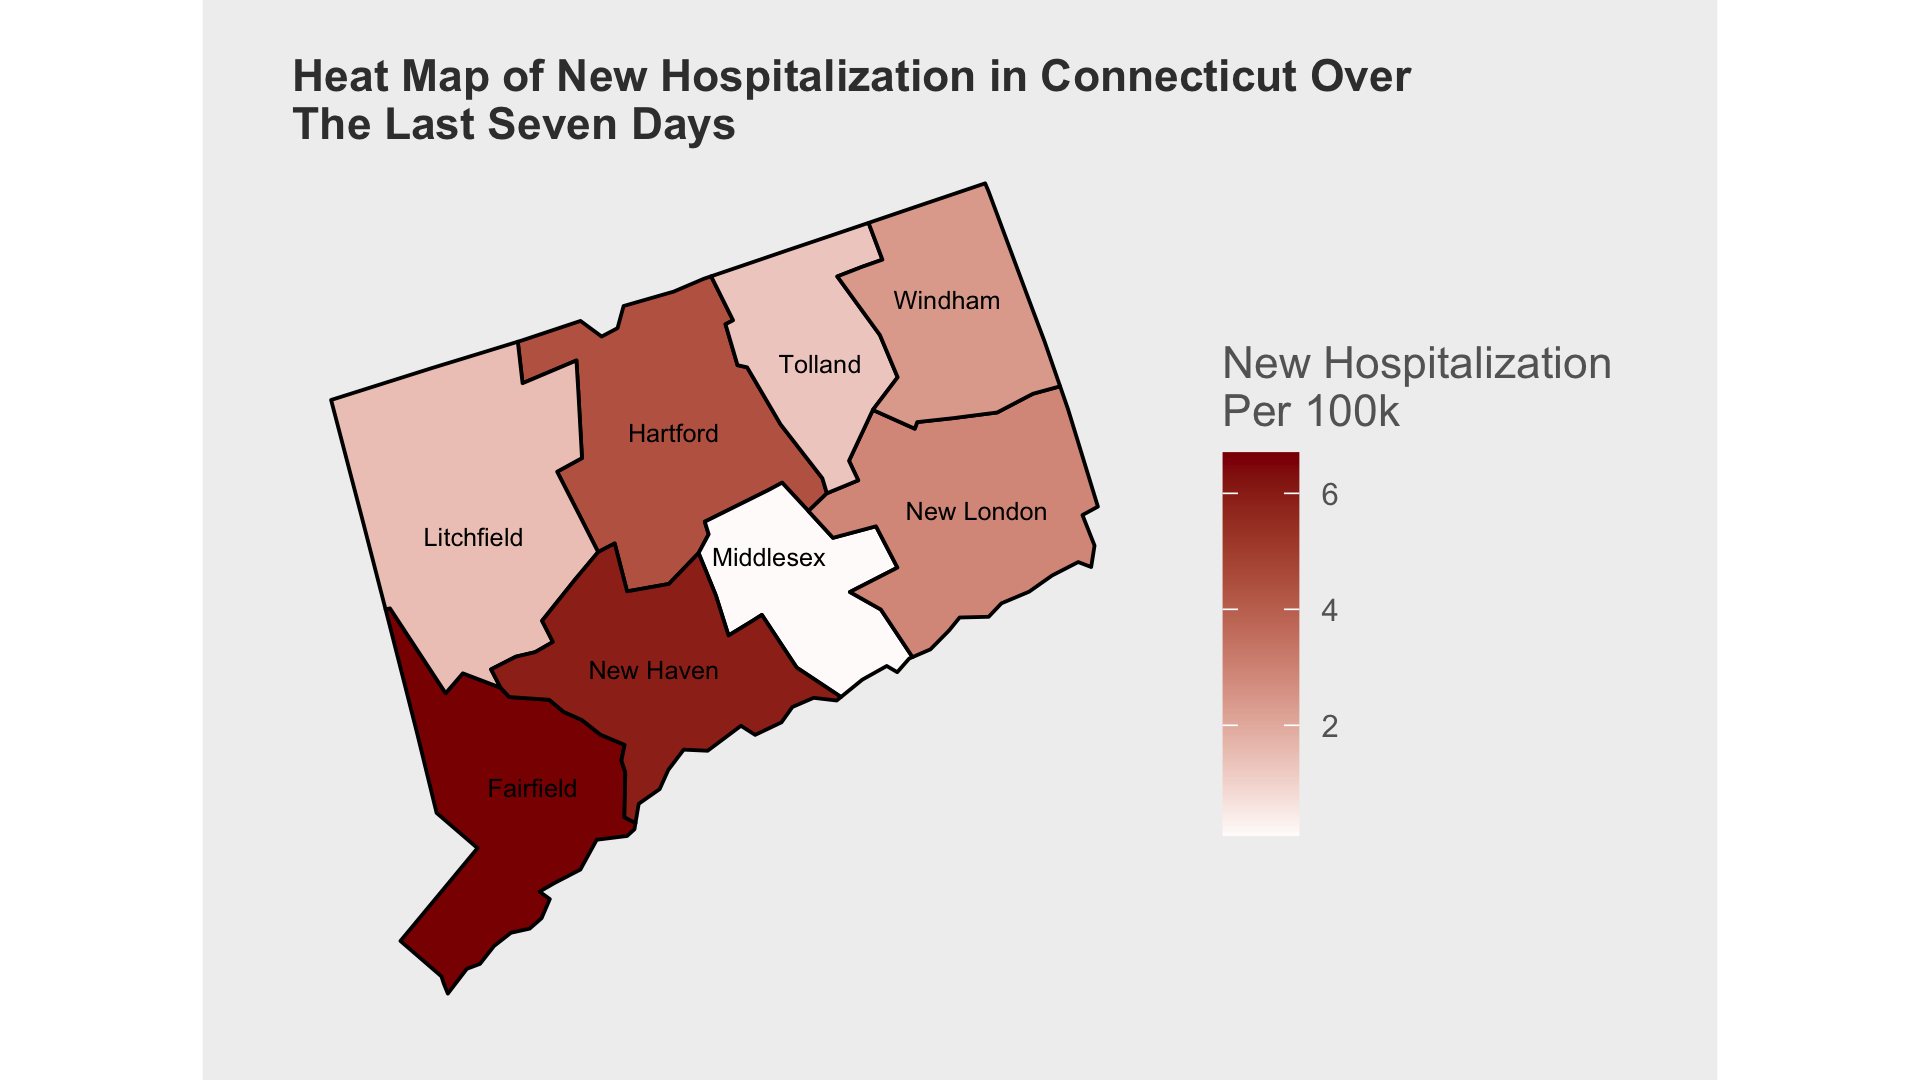 Heat Map of New Hospitalization in Connecticut Over
The Last Seven Days
Windham
Tolland
Hartford
New London
Litchfield
Middlesex
New Haven
Fairfield
New Hospitalization
Per 100k
6
4
2